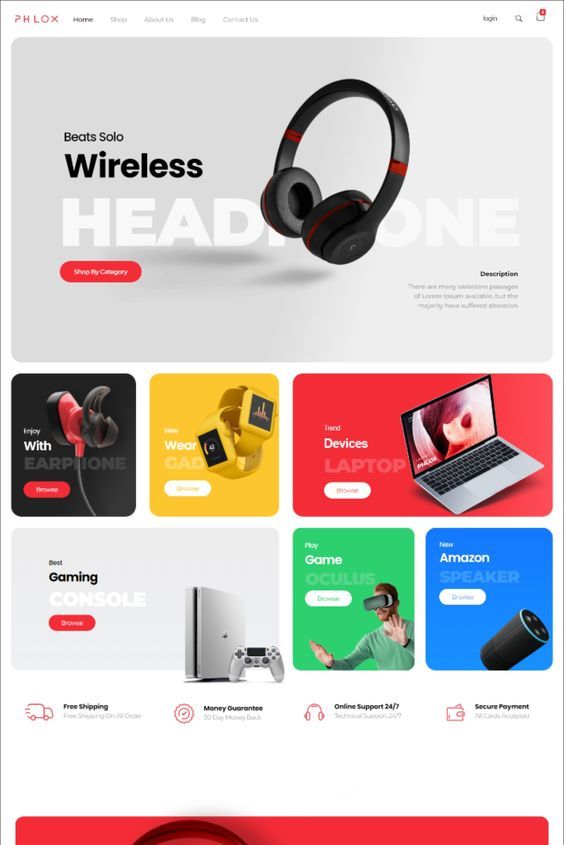 PHLOX Home Shop About Us Blog Contact Us login
Beats Solo
Wireless
Shop By Category
Description
There are many variations passages
of Lorem Ipsum available, but the
majority have suffered alteration
Enjoy
With
EARPHONE
Browse
New
Wear
GAD
Browse
Trend
Devices
LAPTOP
Browse
PHLOX
Best
Gaming
CONSOLE
Browse
Play
Game
OCULUS
Browse
New
Amazon
SPEAKER
Browse
Free Shipping
Free Shipping On All Order
Money Guarantee
30 Day Money Back
Online Support 24/7
Technical Support 24/7
Secure Payment
All Cards Accepted